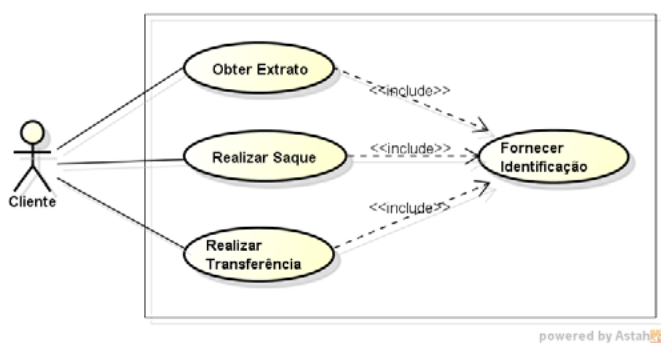 Obter Extrato
<<include>>
Realizar Saque
<<include>>
Fornecer
Identificação
Cliente
<<include>>
Realizar
Transferência
powered by Astah